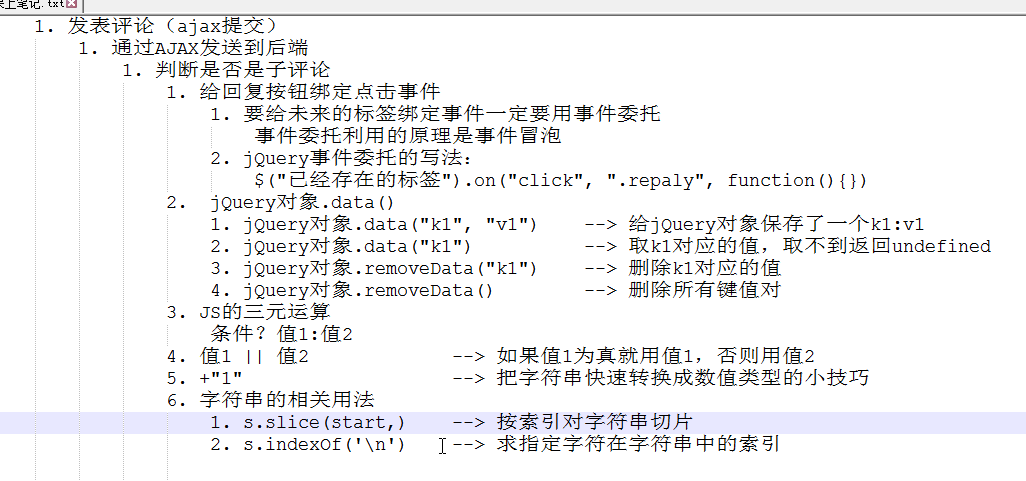 上笔记.txt
1. 发表评论（ajax提交）
1. 通过AJAX发送到后端
1. 判断是否是子评论
1. 给回复按钮绑定点击事件
1. 要给未来的标签绑定事件一定要用事件委托
事件委托利用的原理是事件冒泡
2. jQuery事件委托的写法：
$("已经存在的标签").on("click", ".repaly", function(){})
2. jQuery对象.data()
1. jQuery对象.data("k1", "v1") --> 给jQuery对象保存了一个k1:v1
2. jQuery对象.data("k1") --> 取k1对应的值，取不到返回undefined
3. jQuery对象.removeData("k1") --> 删除k1对应的值
4. jQuery对象.removeData() --> 删除所有键值对
3. JS的三元运算
条件？值1:值2
4. 值1 || 值2 --> 如果值1为真就用值1，否则用值2
5. +"1" --> 把字符串快速转换成数值类型的小技巧
6. 字符串的相关用法
1. s.slice(start,) --> 按索引对字符串切片
2. s.indexOf('\n') --> 求指定字符在字符串中的索引